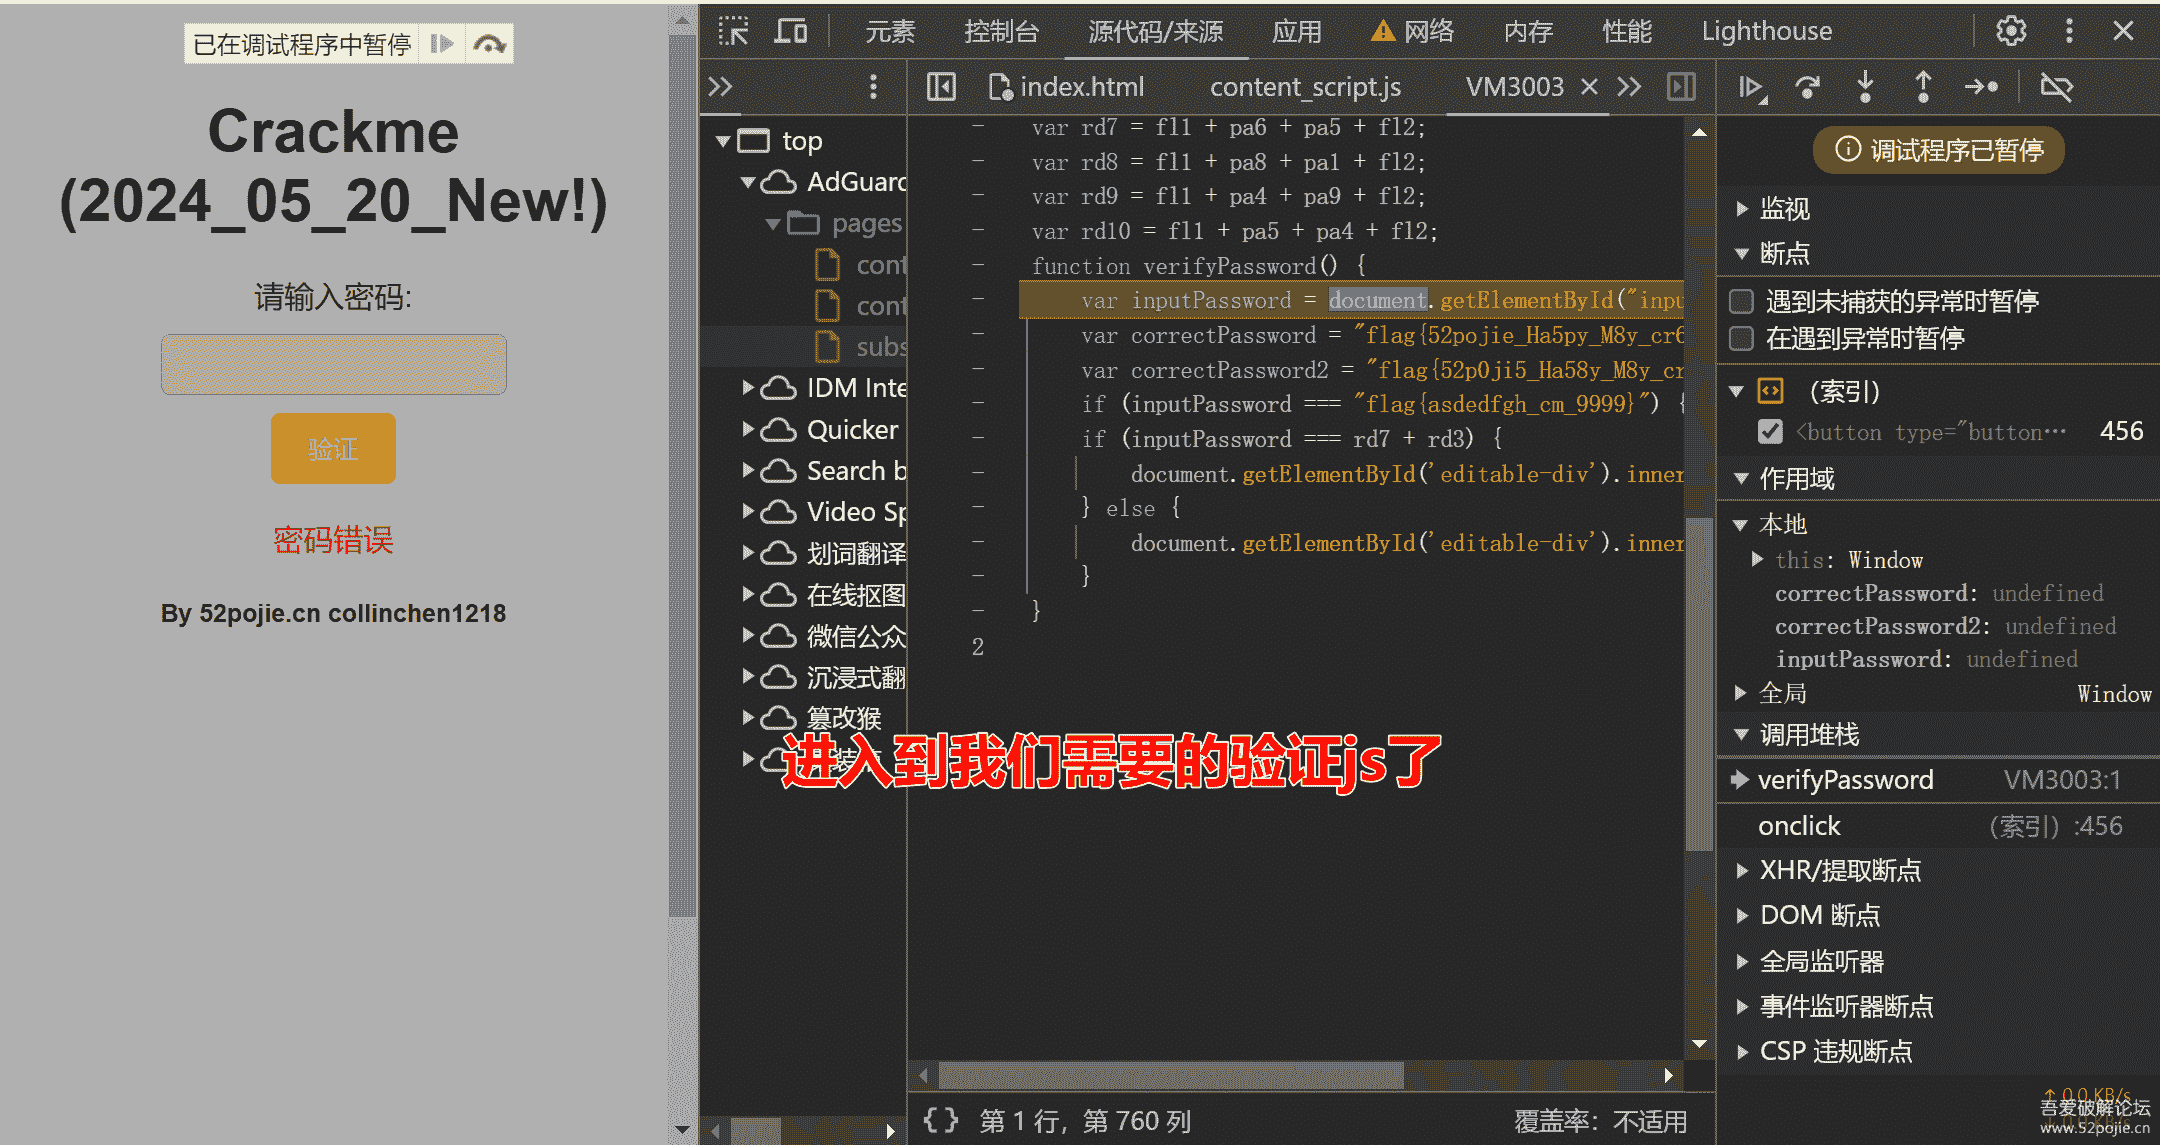 已在调试程序中暂停
Crackme
(2024_05_20_New!)
请输入密码:
验证
密码错误
By 52pojie.cn collinchen1218
元素 控制台 源代码/来源 应用 网络 内存 性能 Lighthouse
index.html content_script.js VM3003
top
AdGuard
pages
cont
cont
subs
IDM Inte
Quicker
Search b
Video Sp
划词翻译
在线抠图
微信公众
沉浸式翻
篡改猴
var rd7 = fl1 + pa6 + pa5 + fl2;
var rd8 = fl1 + pa8 + pa1 + fl2;
var rd9 = fl1 + pa4 + pa9 + fl2;
var rd10 = fl1 + pa5 + pa4 + fl2;
function verifyPassword() {
var inputPassword = document.getElementById("inpu
var correctPassword = "flag{52pojie_Ha5py_M8y_cr6
var correctPassword2 = "flag{52p0ji5_Ha58y_M8y_cr
if (inputPassword === "flag{asdedfgh_cm_9999}") {
if (inputPassword === rd7 + rd3) {
document.getElementById('editable-div').inner
} else {
document.getElementById('editable-div').inner
}
}
2
进入到我们需要的验证js了
{} 第 1 行，第 760 列 覆盖率：不适用
调试程序已暂停
监视
断点
遇到未捕获的异常时暂停
在遇到异常时暂停
（索引）
<button type="button… 456
作用域
本地
this: Window
correctPassword: undefined
correctPassword2: undefined
inputPassword: undefined
全局 Window
调用堆栈
verifyPassword VM3003:1
onclick （索引）:456
XHR/提取断点
DOM 断点
全局监听器
事件监听器断点
CSP 违规断点
↑ 0.0 KB/s
吾爱破解论坛
www.52pojie.cn